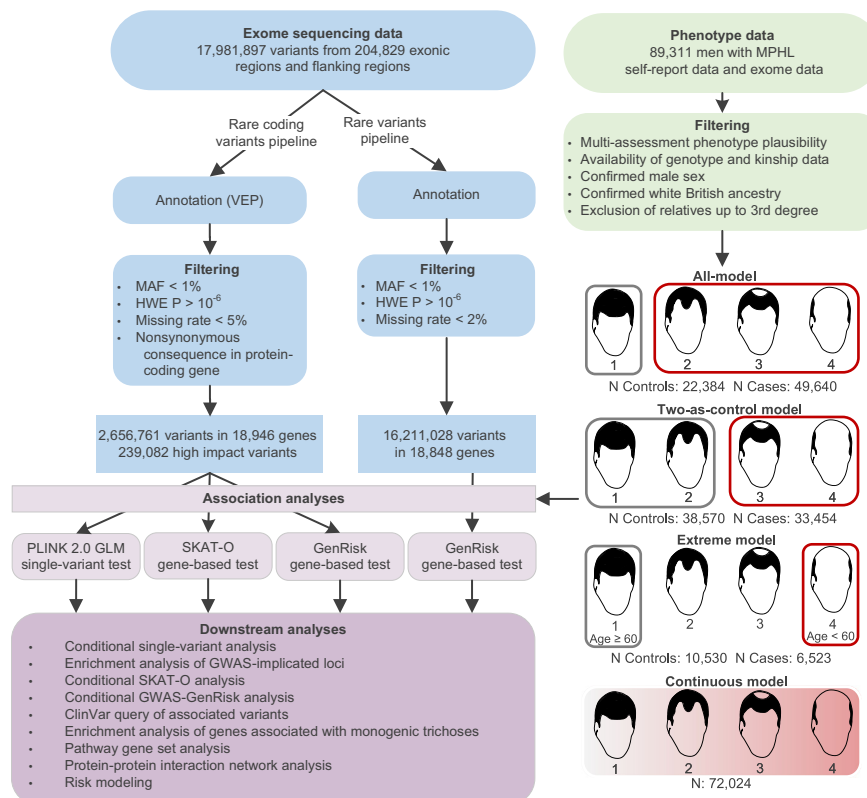 Exome sequencing data
17,981,897 variants from 204,829 exonic
regions and flanking regions
Rare coding
variants pipeline
Rare variants
pipeline
Annotation (VEP)
Annotation
Filtering
• MAF < 1%
• HWE P > 10-6
• Missing rate < 5%
• Nonsynonymous
consequence in protein-
coding gene
Filtering
• MAF < 1%
• HWE P > 10-6
• Missing rate < 2%
2,656,761 variants in 18,946 genes
239,082 high impact variants
16,211,028 variants
in 18,848 genes
Association analyses
PLINK 2.0 GLM
single-variant test
SKAT-O
gene-based test
GenRisk
gene-based test
GenRisk
gene-based test
Downstream analyses
• Conditional single-variant analysis
• Enrichment analysis of GWAS-implicated loci
• Conditional SKAT-O analysis
• Conditional GWAS-GenRisk analysis
• ClinVar query of associated variants
• Enrichment analysis of genes associated with monogenic trichoses
• Pathway gene set analysis
• Protein-protein interaction network analysis
• Risk modeling
Phenotype data
89,311 men with MPHL
self-report data and exome data
Filtering
• Multi-assessment phenotype plausibility
• Availability of genotype and kinship data
• Confirmed male sex
• Confirmed white British ancestry
• Exclusion of relatives up to 3rd degree
All-model
1 2 3 4
N Controls: 22,384 N Cases: 49,640
Two-as-control model
1 2 3 4
N Controls: 38,570 N Cases: 33,454
Extreme model
1 2 3 4
Age ≥ 60 Age < 60
N Controls: 10,530 N Cases: 6,523
Continuous model
1 2 3 4
N: 72,024